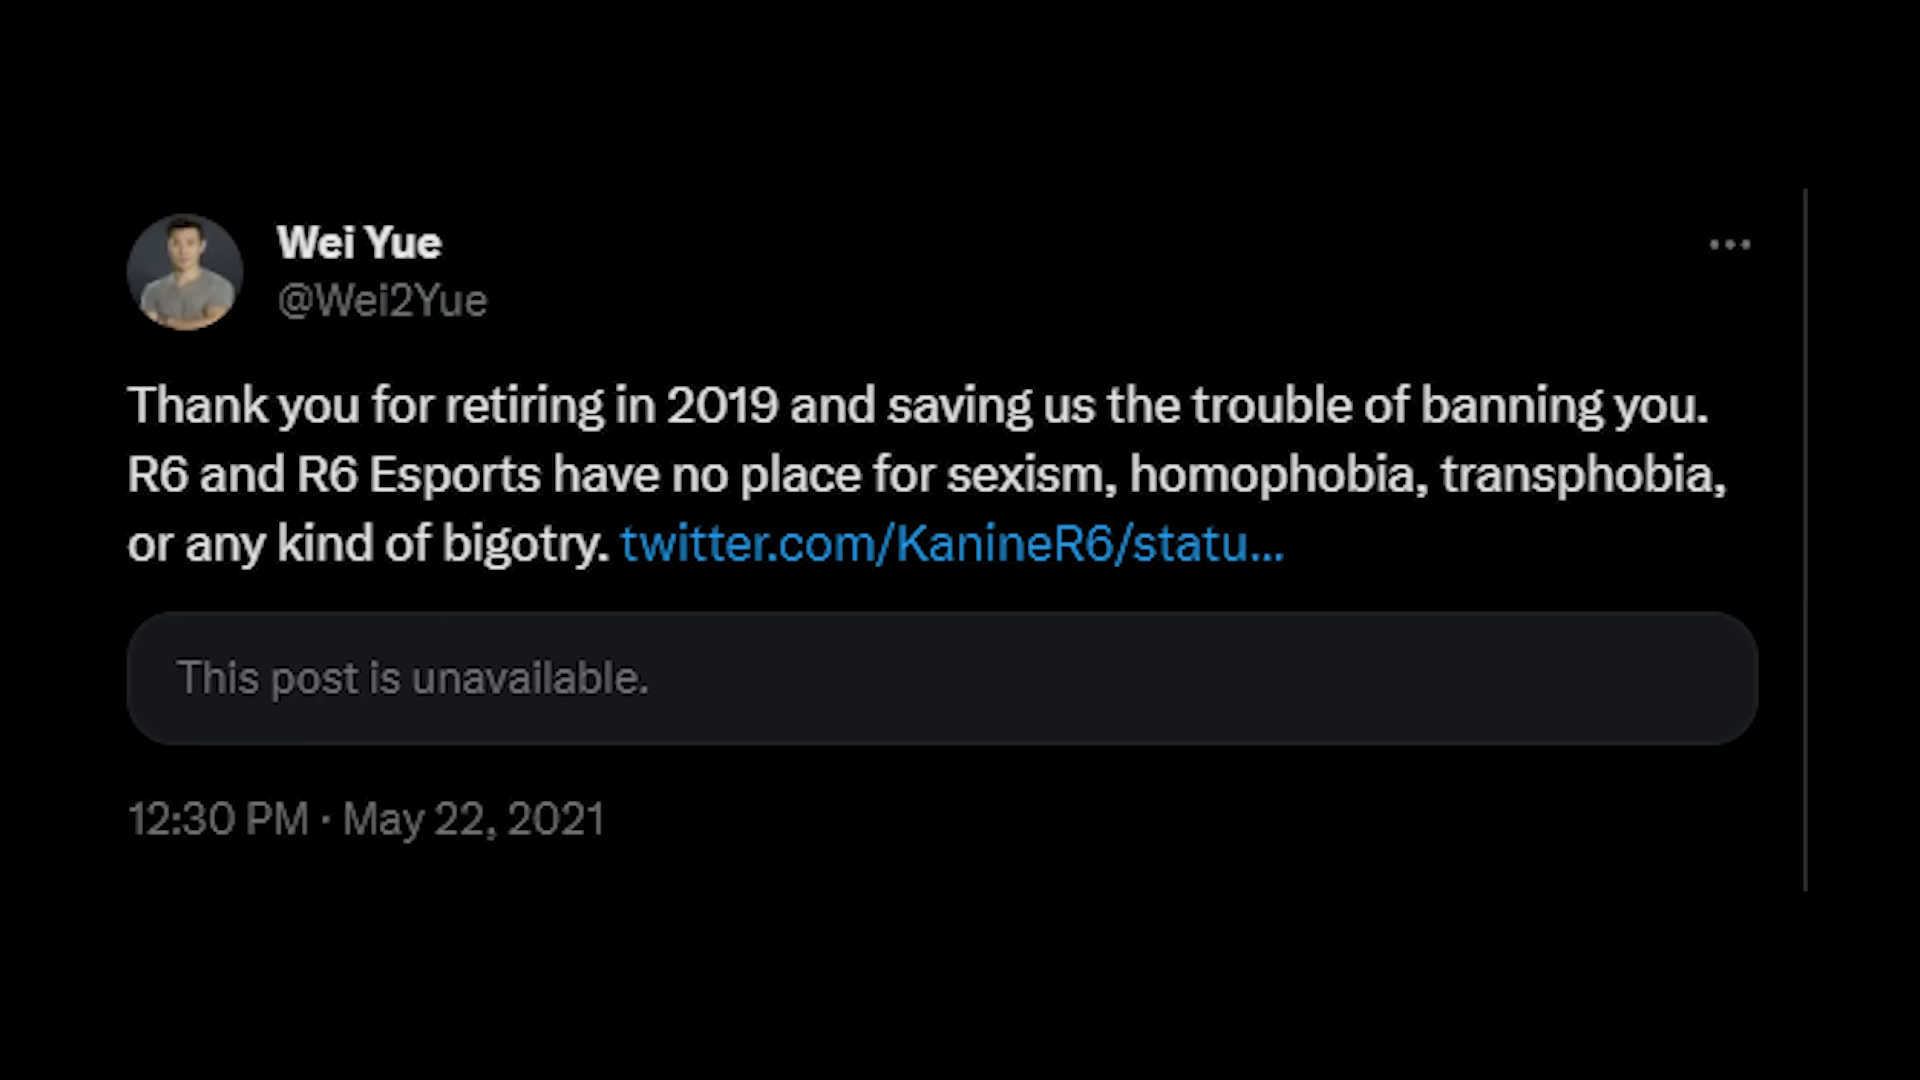 Wei Yue
@Wei2Yue
Thank you for retiring in 2019 and saving us the trouble of banning you.
R6 and R6 Esports have no place for sexism, homophobia, transphobia,
or any kind of bigotry. twitter.com/KanineR6/statu...
This post is unavailable.
12:30 PM · May 22, 2021